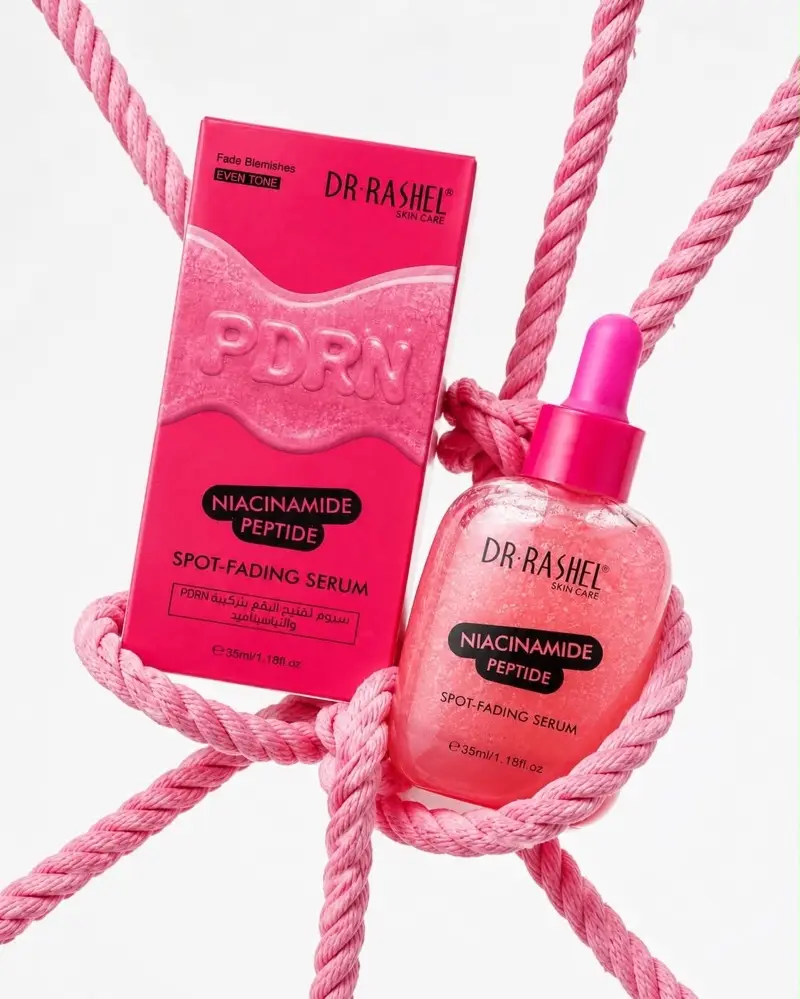 Fade Blemishes
EVEN TONE
DR·RASHEL®
SKIN CARE
PDRN
NIACINAMIDE
PEPTIDE
SPOT-FADING SERUM
سيروم لتفتيح البقع بتركيبة PDRN
والنياسيناميد
℮35ml/1.18fl.oz
DR·RASHEL®
SKIN CARE
NIACINAMIDE
PEPTIDE
SPOT-FADING SERUM
℮35ml/1.18fl.oz